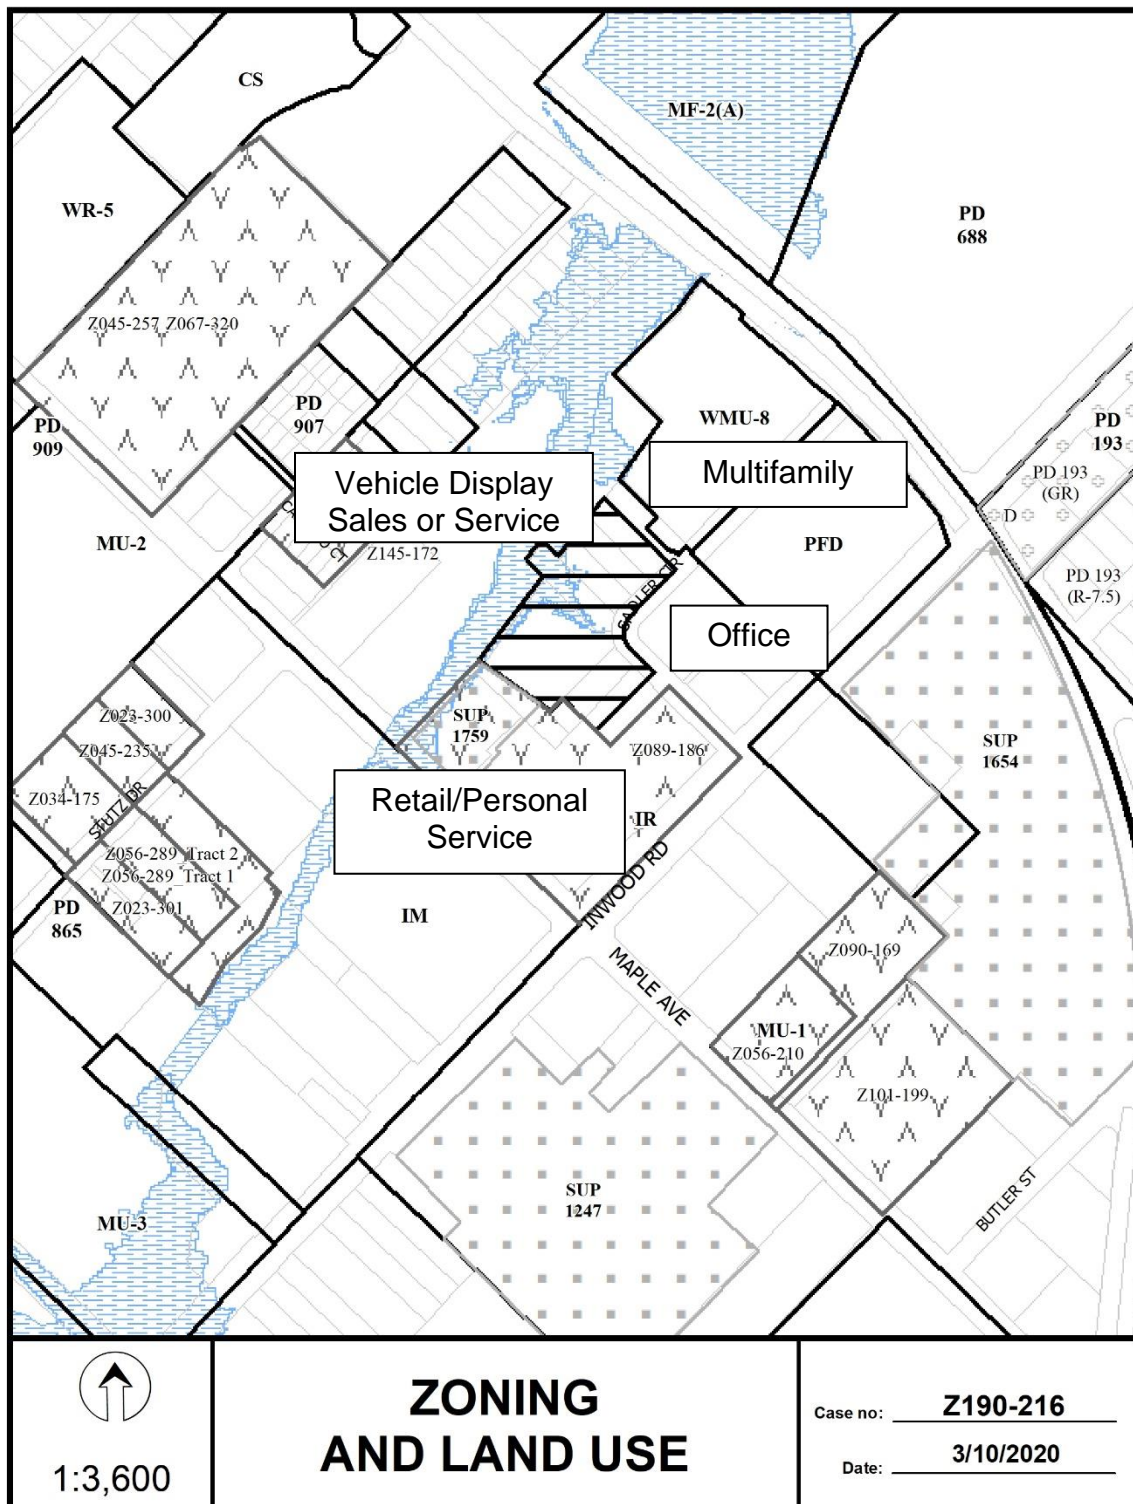 CS
MF-2(A)
WR-5
PD
688
Z045-257 Z067-320
PD
909
PD
907
WMU-8
PD
193
PD 193
(GR)
D
Multifamily
Vehicle Display
Sales or Service
MU-2
Z145-172
PFD
PD 193
(R-7.5)
SADLER CIR
Office
Z023-300
Z045-235
Z034-175
STUTZ DR
SUP
1759
Z089-186
SUP
1654
Retail/Personal
Service
IR
INWOOD RD
Z056-289_Tract 2
Z056-289_Tract 1
Z023-301
PD
865
IM
MAPLE AVE
Z090-169
MU-1
Z056-210
Z101-199
SUP
1247
BUTLER ST
MU-3
1:3,600
ZONING
AND LAND USE
Case no: Z190-216
Date: 3/10/2020